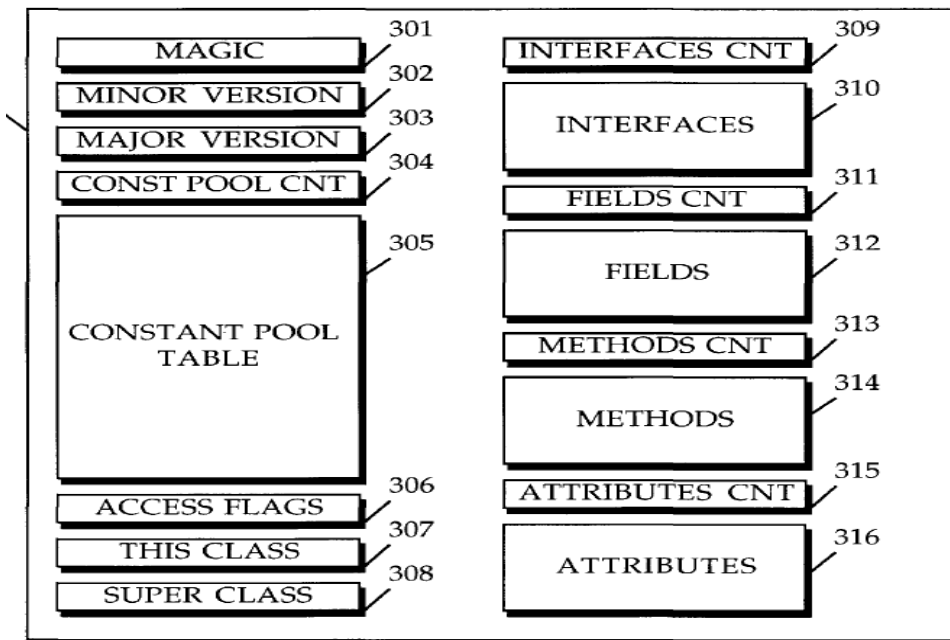 MAGIC
301
MINOR VERSION
302
MAJOR VERSION
303
CONST POOL CNT
304
CONSTANT POOL
TABLE
305
ACCESS FLAGS
306
THIS CLASS
307
SUPER CLASS
308
INTERFACES CNT
309
INTERFACES
310
FIELDS CNT
311
FIELDS
312
METHODS CNT
313
METHODS
314
ATTRIBUTES CNT
315
ATTRIBUTES
316